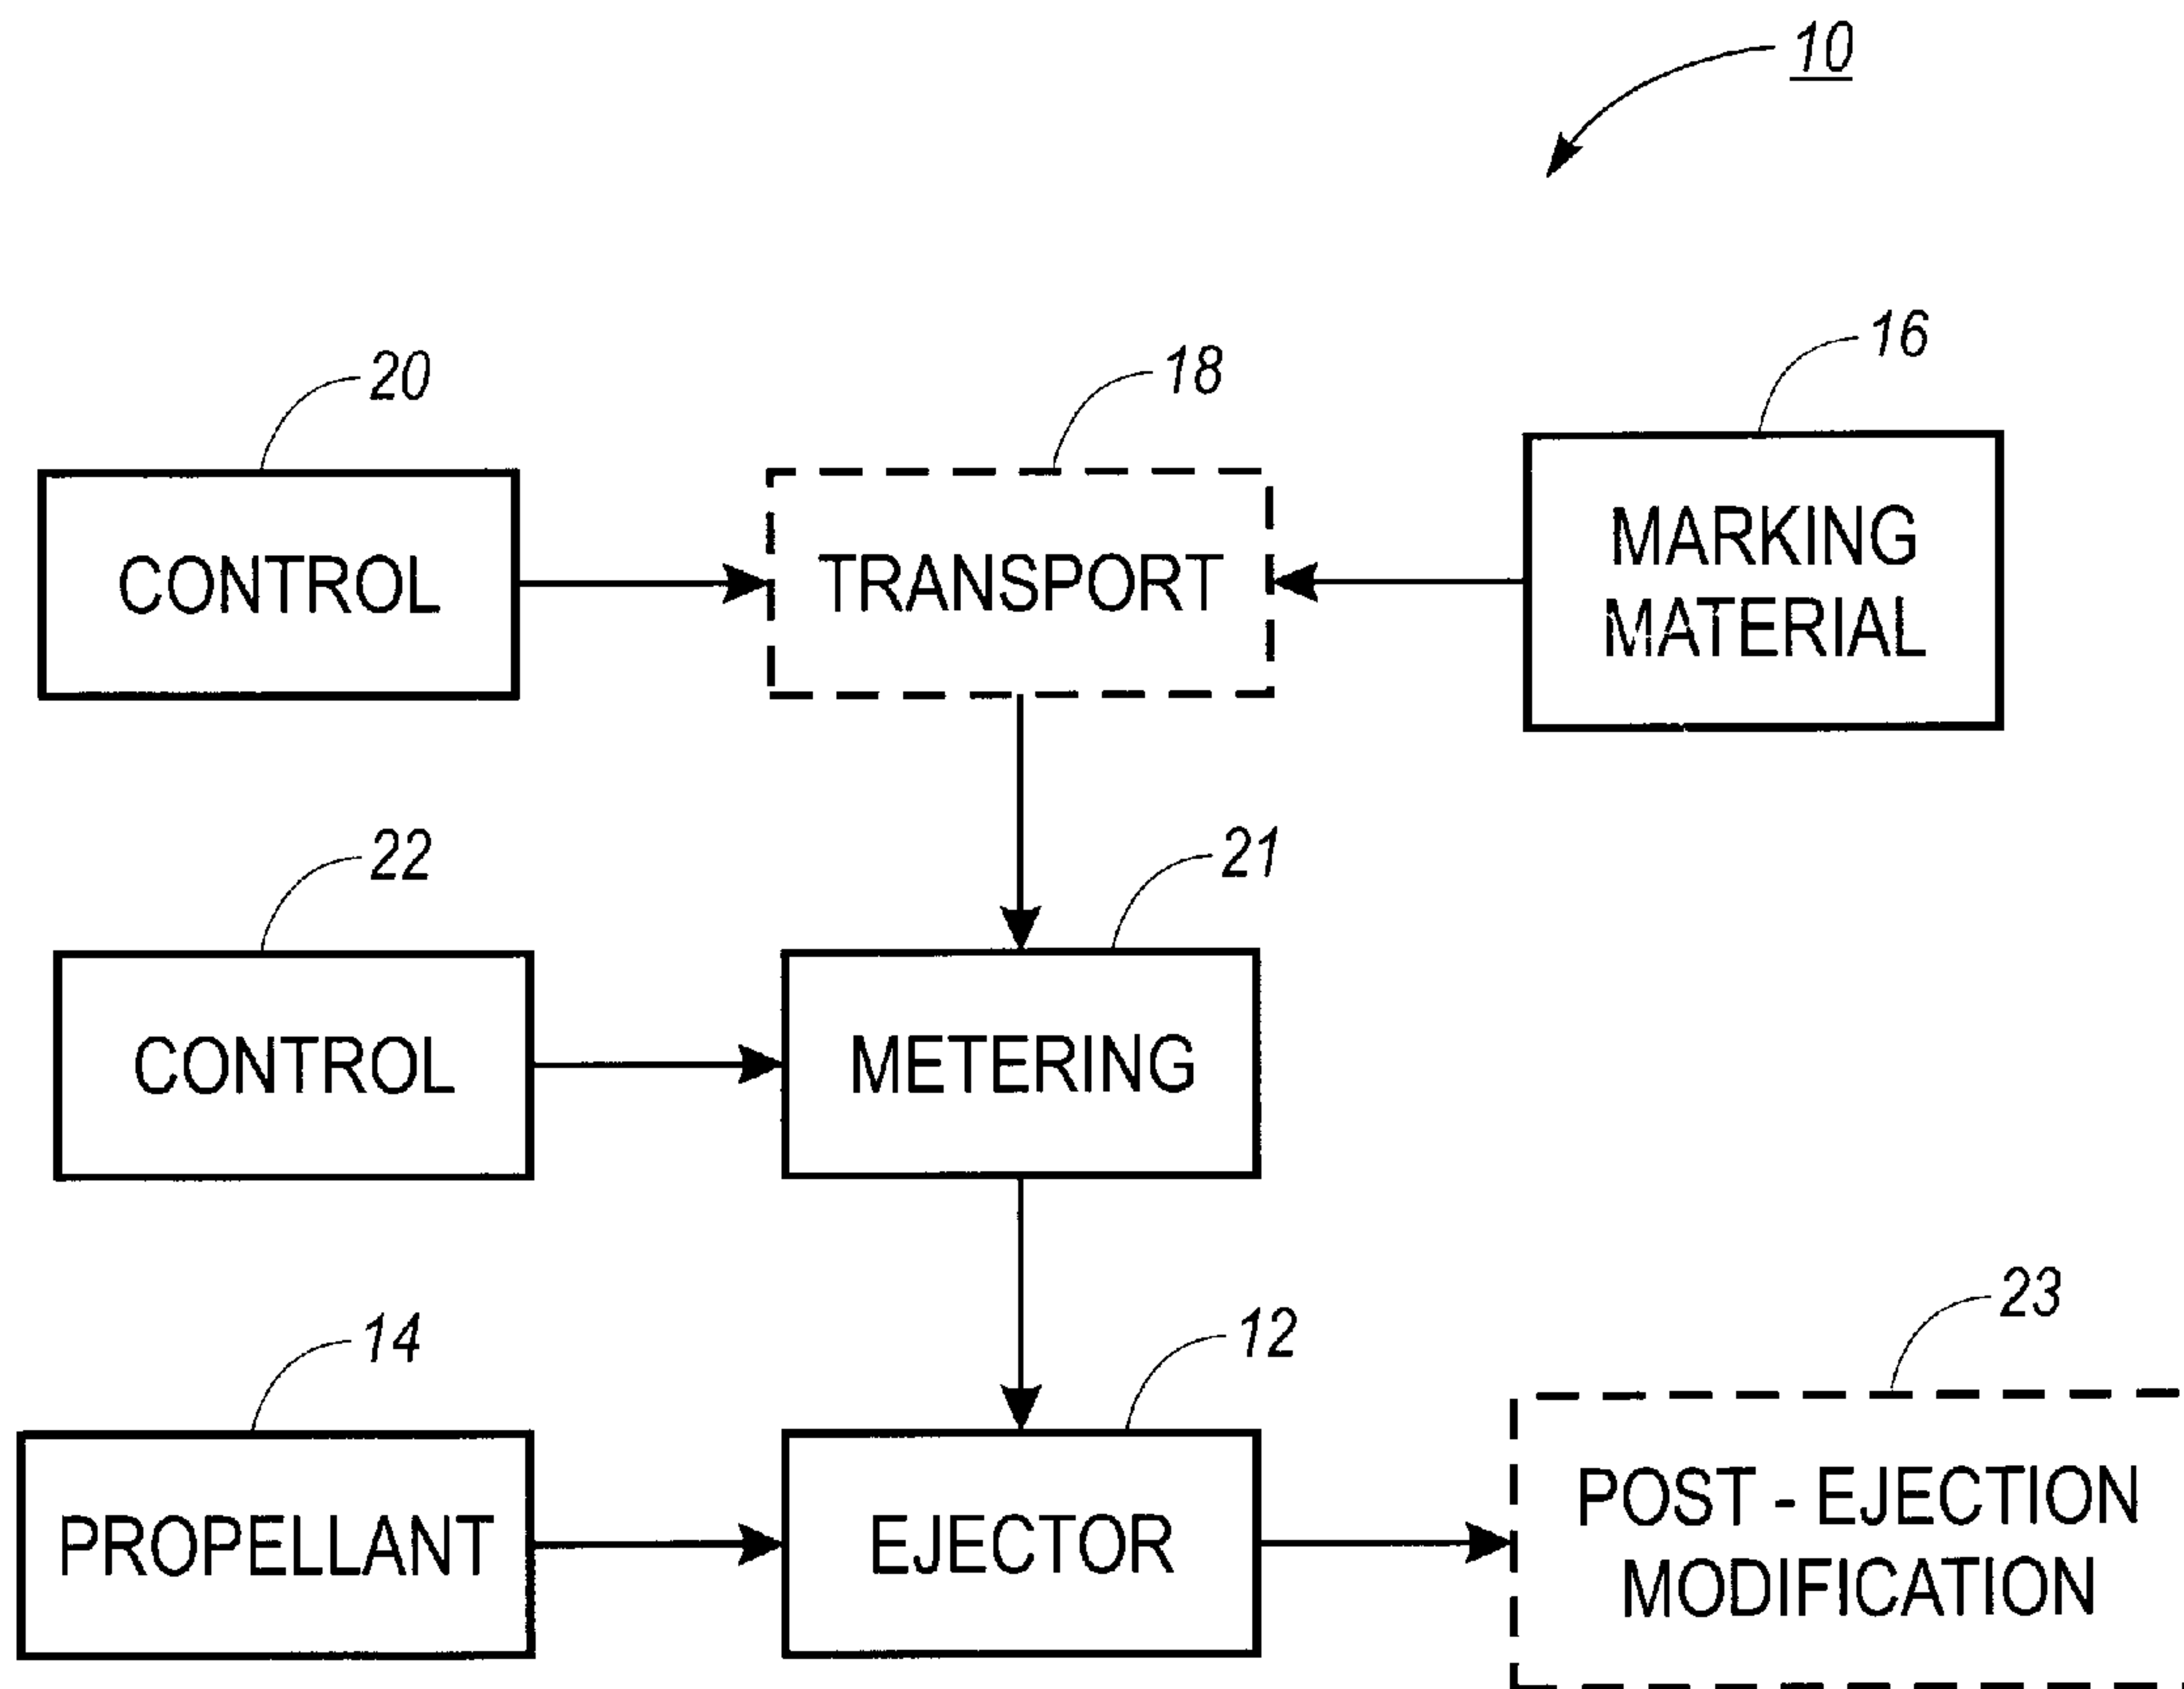 10
20
18
16
CONTROL
TRANSPORT
MARKING
MATERIAL
22
21
CONTROL
METERING
14
12
23
PROPELLANT
EJECTOR
POST - EJECTION
MODIFICATION